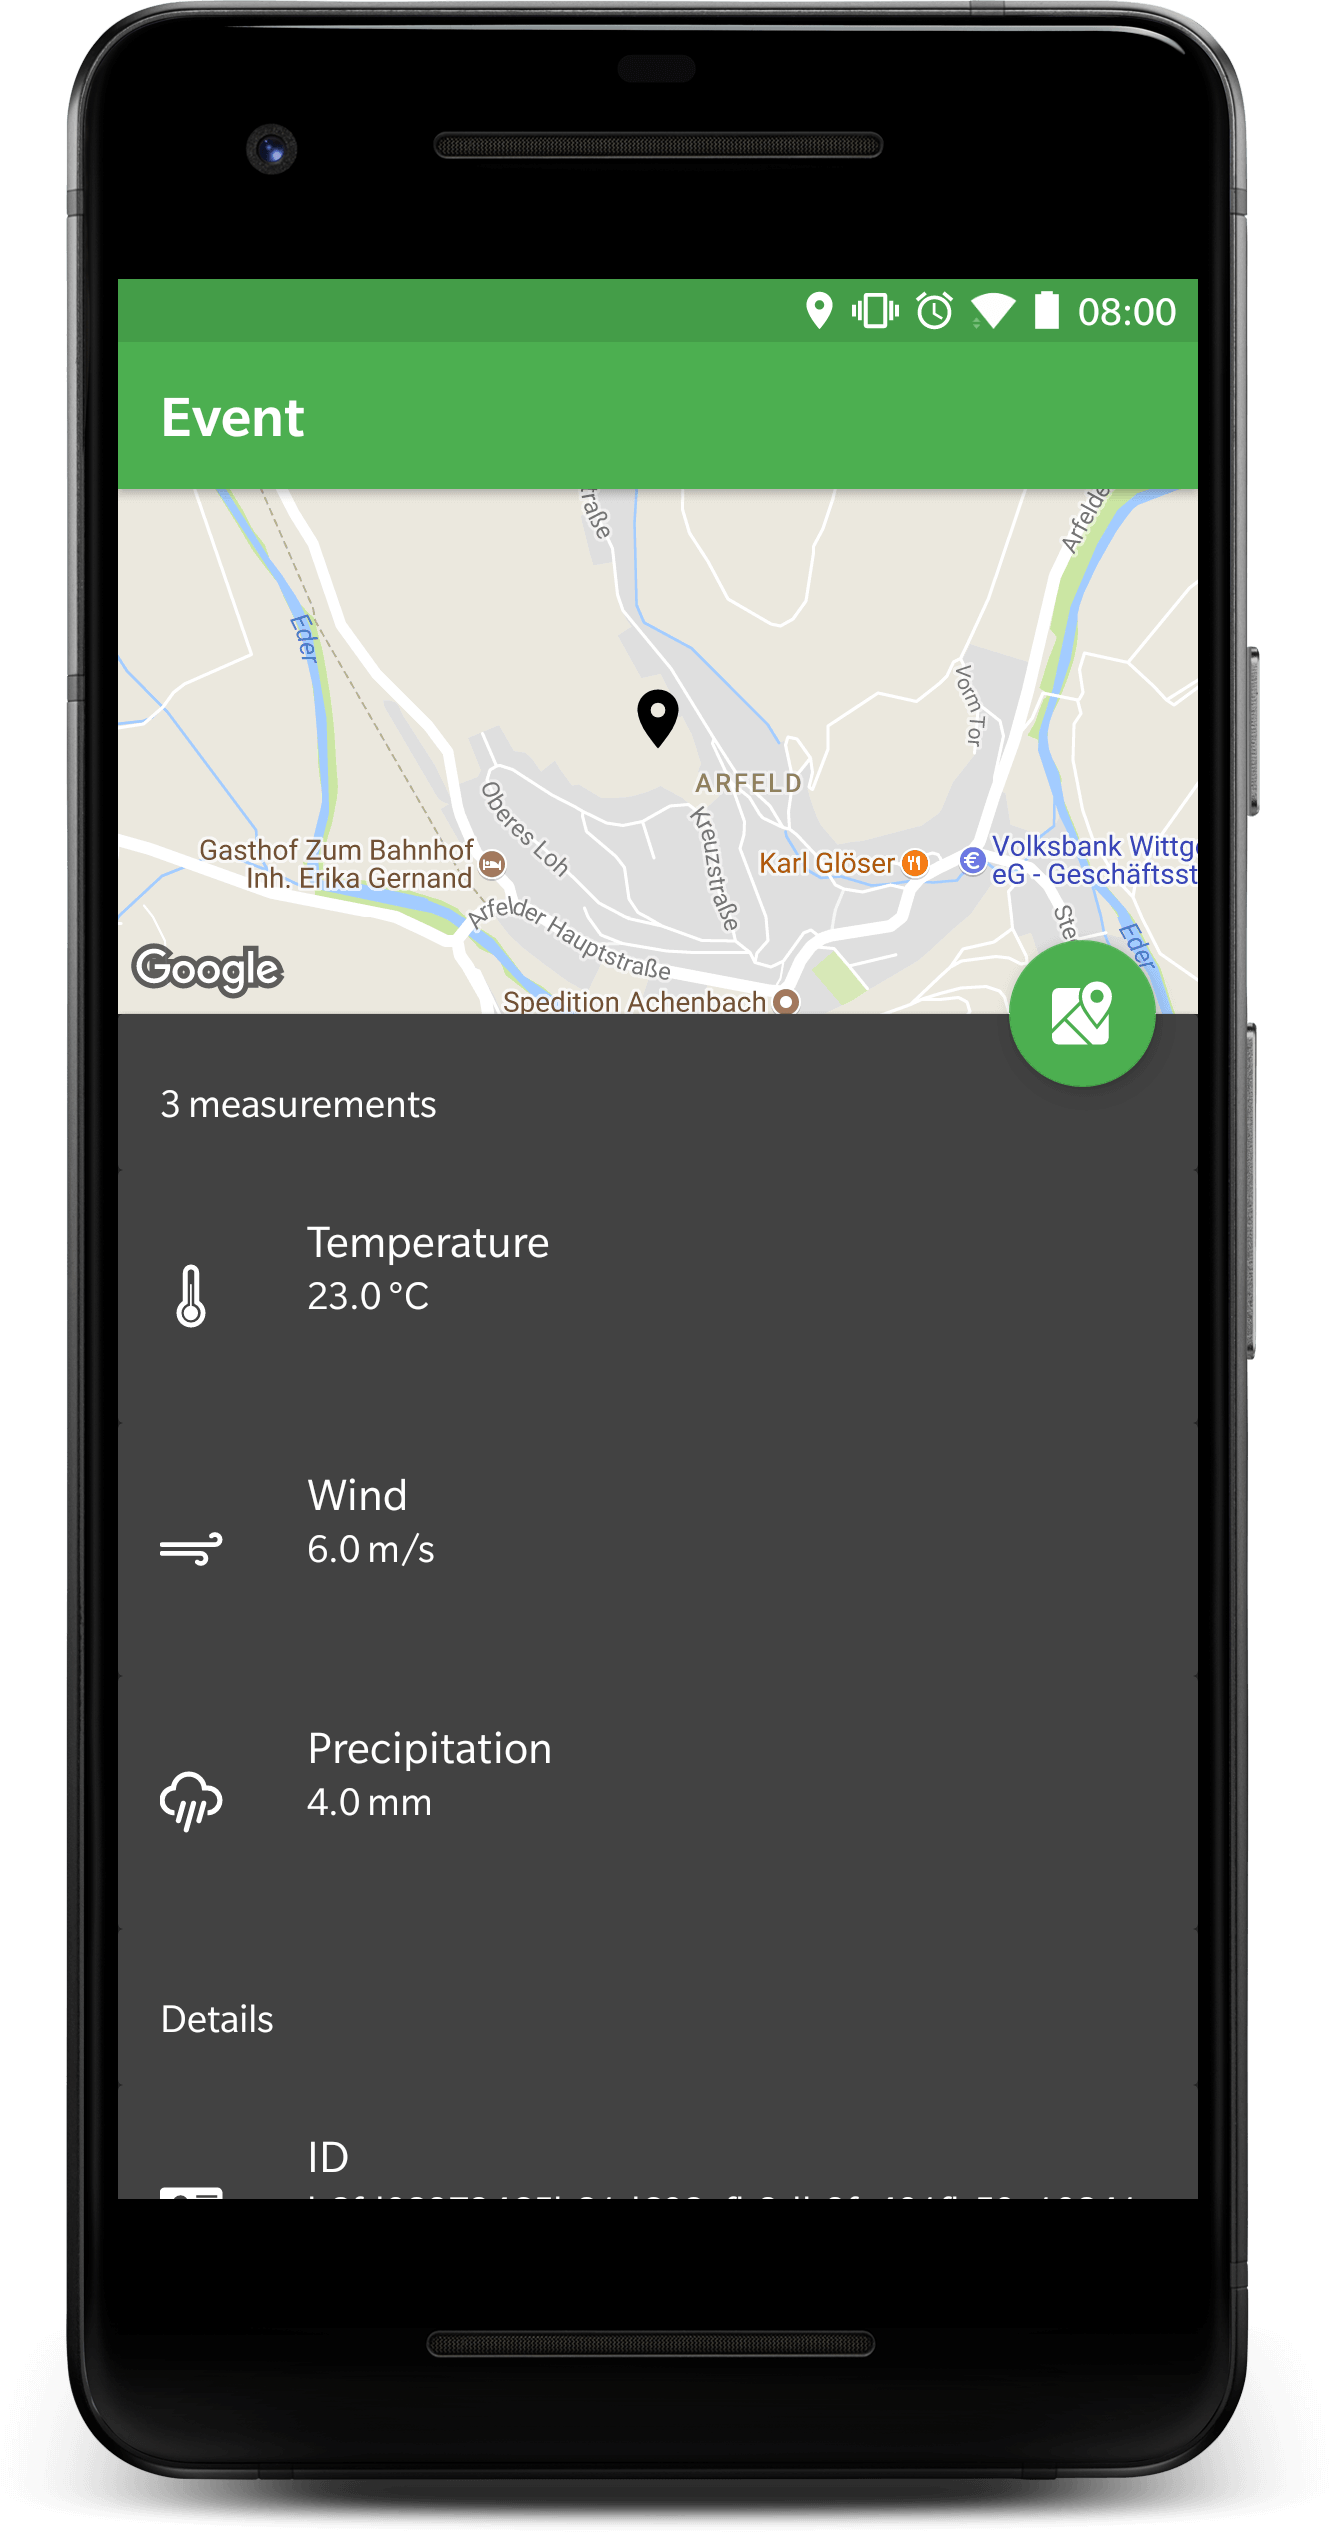 08:00
Event
raße
Arfelde
Eder
Vorm Tor
ARFELD
Oberes Loh
Kreuzstraße
Gasthof Zum Bahnhof
Inh. Erika Gernand
Karl Glöser
Volksbank Wittge
eG - Geschäftsst
Arfelder Hauptstraße
Ste
Eder
Google
Spedition Achenbach
3 measurements
Temperature
23.0 °C
Wind
6.0 m/s
Precipitation
4.0 mm
Details
ID